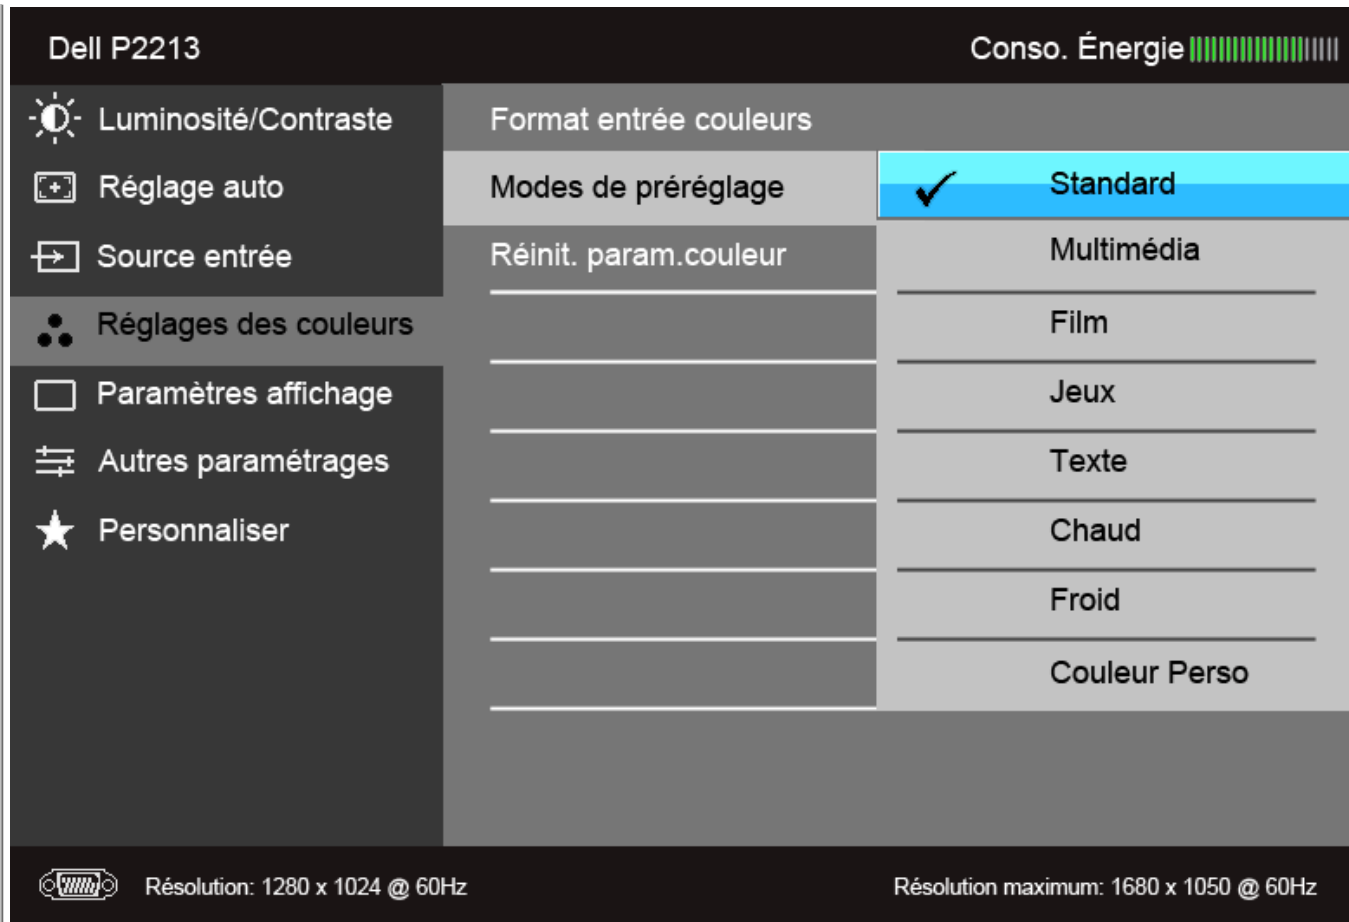 Dell P2213
Conso. Énergie
Luminosité/Contraste
Format entrée couleurs
Réglage auto
Modes de préréglage
Standard
Source entrée
Réinit. param.couleur
Multimédia
Réglages des couleurs
Film
Paramètres affichage
Jeux
Autres paramétrages
Texte
Personnaliser
Chaud
Froid
Couleur Perso
Résolution: 1280 x 1024 @ 60Hz
Résolution maximum: 1680 x 1050 @ 60Hz